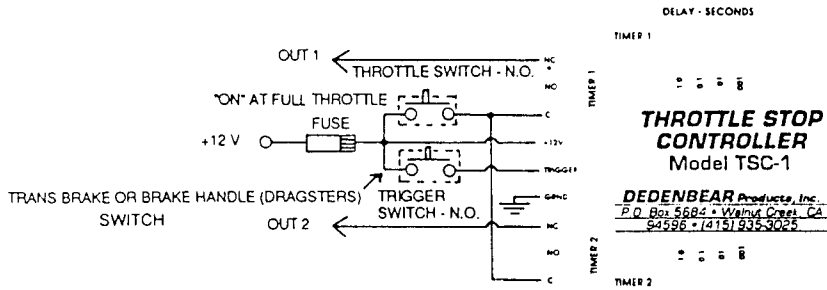 DELAY - SECONDS
TIMER 1
OUT 1
THROTTLE SWITCH - N.O.
NC
NO
TIMER 1
"ON" AT FULL THROTTLE
C
FUSE
+12 V
+12V
TRIGGER
TRANS BRAKE OR BRAKE HANDLE (DRAGSTERS)
SWITCH
TRIGGER
SWITCH - N.O.
GRND
OUT 2
NC
NO
TIMER 2
C
THROTTLE STOP
CONTROLLER
Model TSC-1
DEDENBEAR Products, Inc.
P.O. Box 5684 • Walnut Creek, CA
94596 • (415) 935-3025
TIMER 2